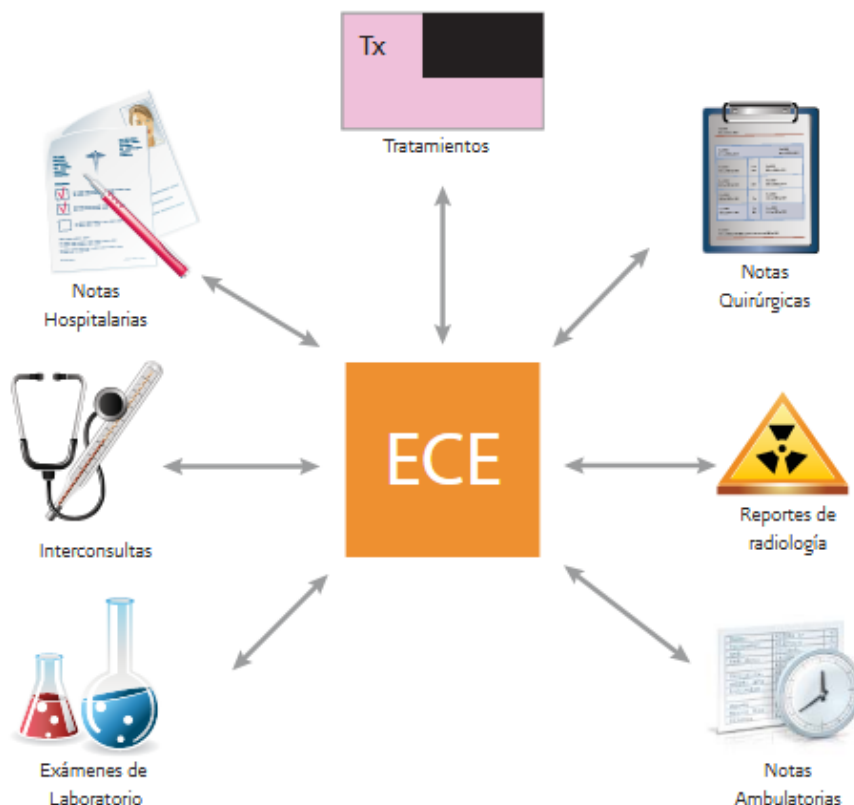 Tx
Tratamientos
Notas
Hospitalarias
Notas
Quirúrgicas
ECE
Interconsultas
Reportes de
radiología
Exámenes de
Laboratorio
Notas
Ambulatorias